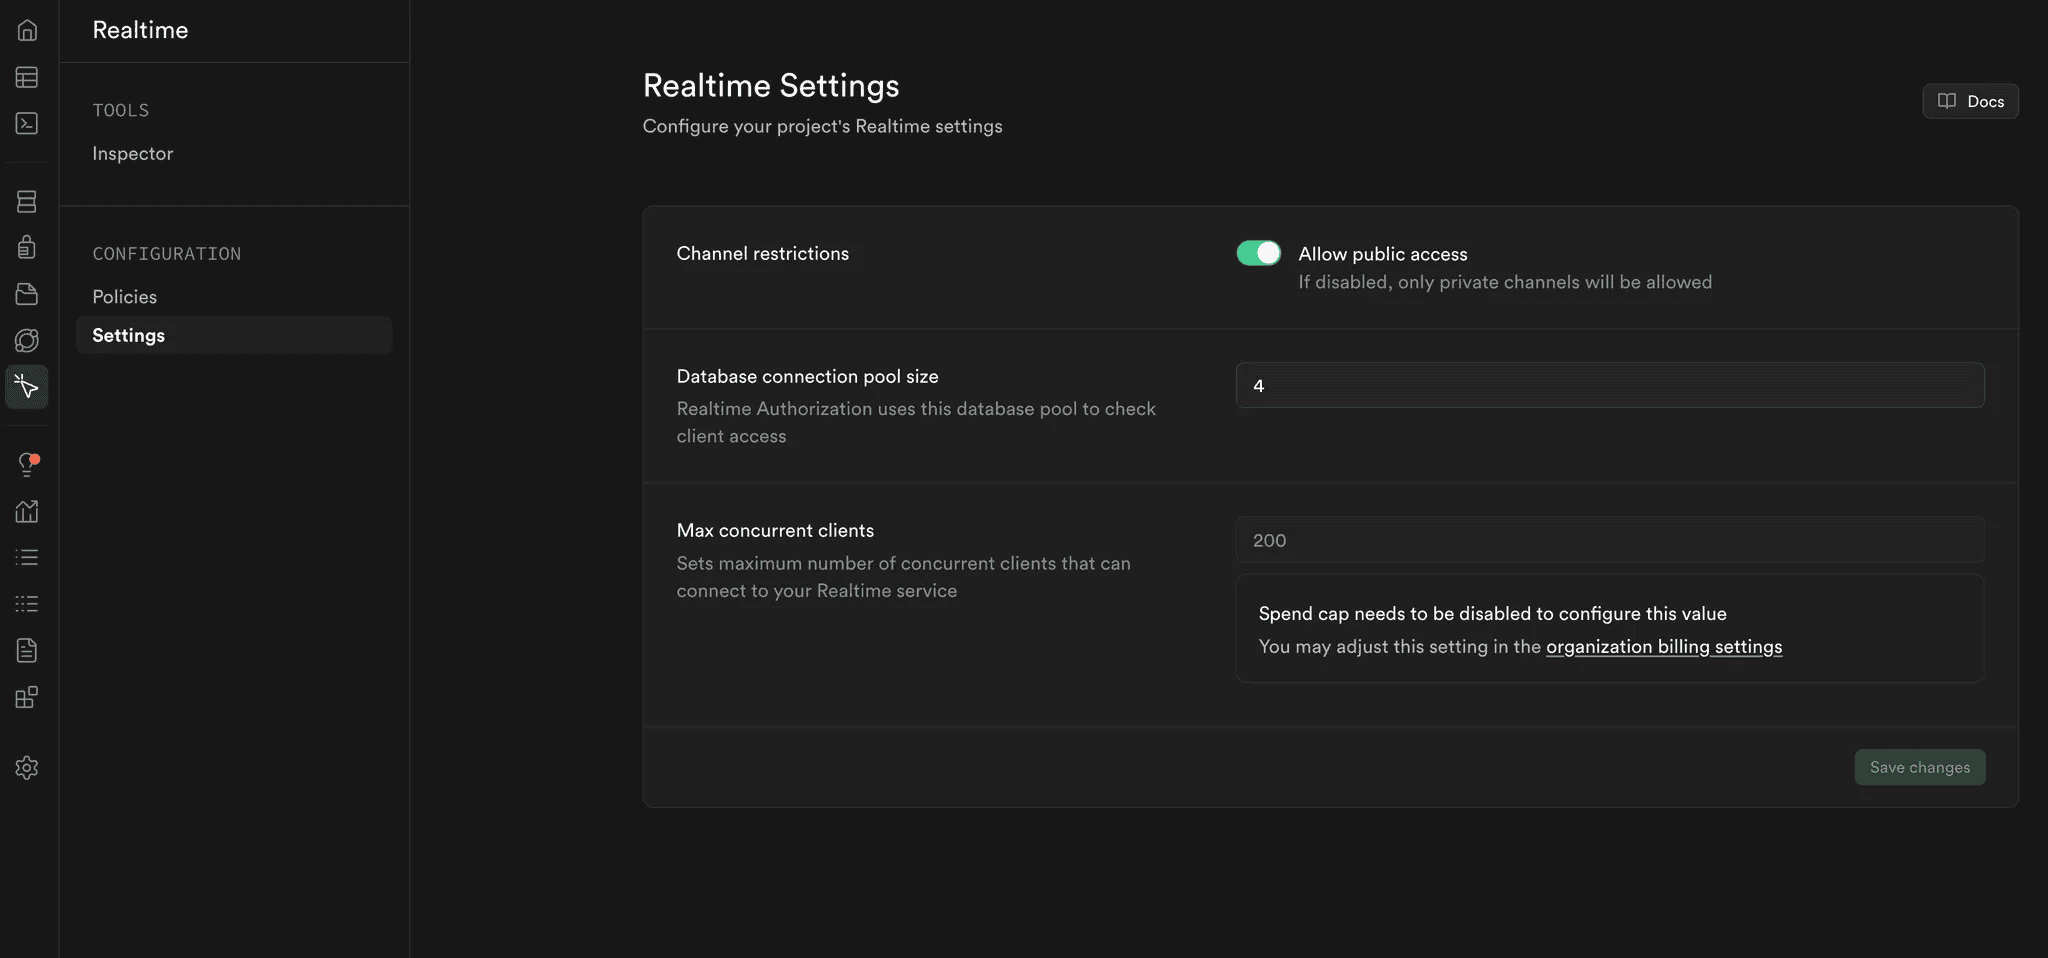 Realtime
TOOLS
Inspector
CONFIGURATION
Policies
Settings
Realtime Settings
Configure your project's Realtime settings
Docs
Channel restrictions
Allow public access
If disabled, only private channels will be allowed
Database connection pool size
Realtime Authorization uses this database pool to check
client access
4
Max concurrent clients
Sets maximum number of concurrent clients that can
connect to your Realtime service
200
Spend cap needs to be disabled to configure this value
You may adjust this setting in the organization billing settings
Save changes